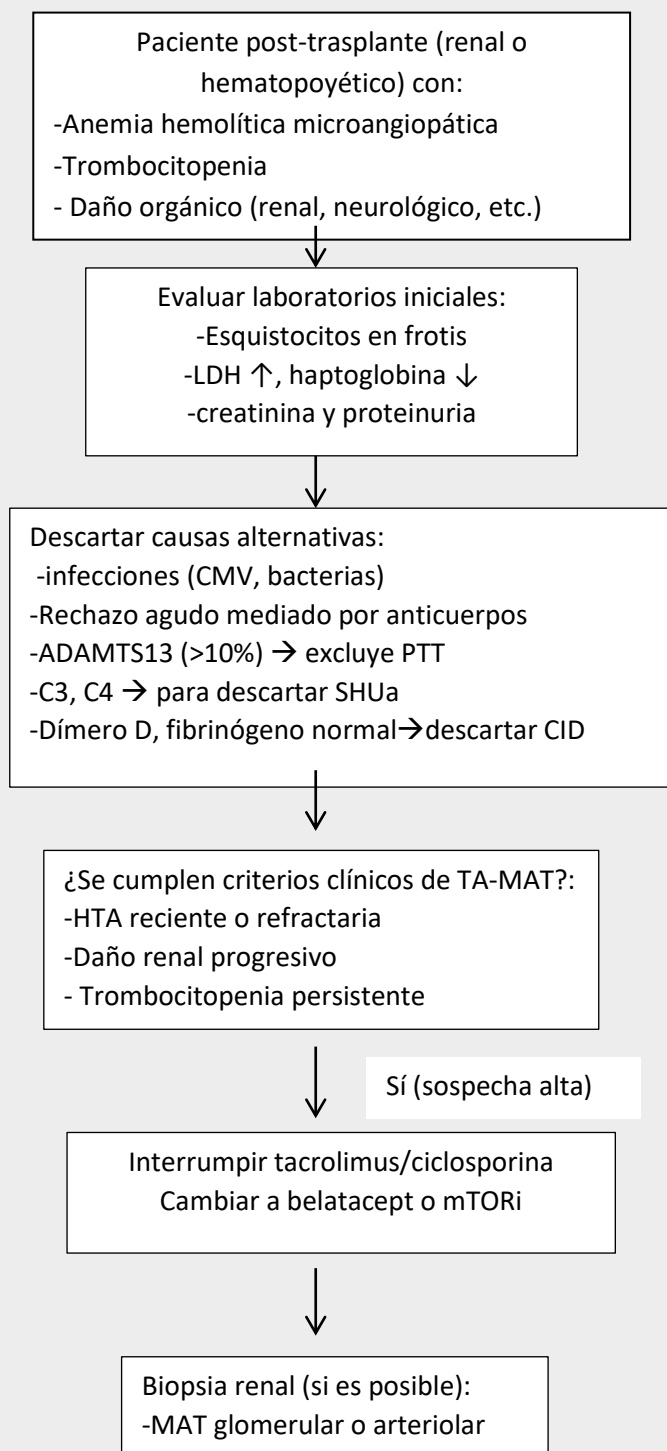 Paciente post-trasplante (renal o
hematopoyético) con:
-Anemia hemolítica microangiopática
-Trombocitopenia
- Daño orgánico (renal, neurológico, etc.)
Evaluar laboratorios iniciales:
-Esquistocitos en frotis
-LDH ↑, haptoglobina ↓
-creatinina y proteinuria
Descartar causas alternativas:
-infecciones (CMV, bacterias)
-Rechazo agudo mediado por anticuerpos
-ADAMTS13 (>10%) → excluye PTT
-C3, C4 → para descartar SHUa
-Dímero D, fibrinógeno normal→descartar CID
¿Se cumplen criterios clínicos de TA-MAT?:
-HTA reciente o refractaria
-Daño renal progresivo
- Trombocitopenia persistente
Sí (sospecha alta)
Interrumpir tacrolimus/ciclosporina
Cambiar a belatacept o mTORi
Biopsia renal (si es posible):
-MAT glomerular o arteriolar